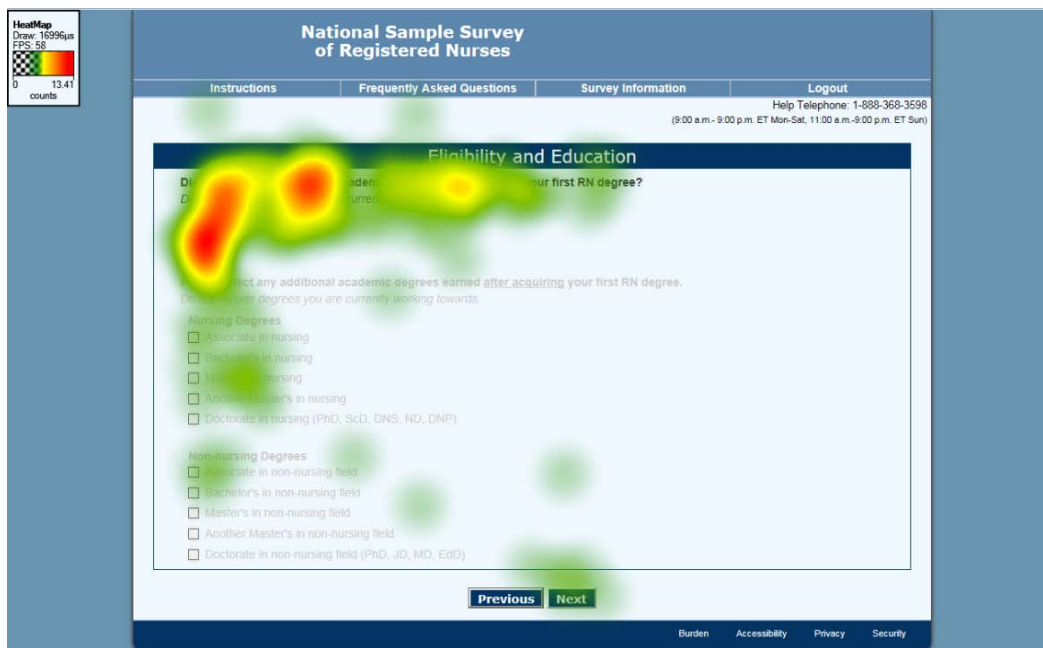 HeatMap
Draw: 16996µs
FPS: 58
0 13.41
counts
National Sample Survey
of Registered Nurses
Instructions Frequently Asked Questions Survey Information Logout
Help Telephone: 1-888-368-3598
(9:00 a.m.- 9:00 p.m. ET Mon-Sat, 11:00 a.m.-9:00 p.m. ET Sun)
Eligibility and Education
first RN degree?
any additional academic degrees earned after acquiring your first RN degree.
degrees you are currently working towards.
Nursing Degrees
Associate in nursing
Bachelor's in nursing
nursing
Another Master's in nursing
Doctorate in nursing (PhD, ScD, DNS, ND, DNP)
Non-nursing Degrees
Associate in non-nursing field
Bachelor's in non-nursing field
Master's in non-nursing field
Another Master's in non-nursing field
Doctorate in non-nursing field (PhD, JD, MD, EdD)
Previous Next
Burden Accessibility Privacy Security